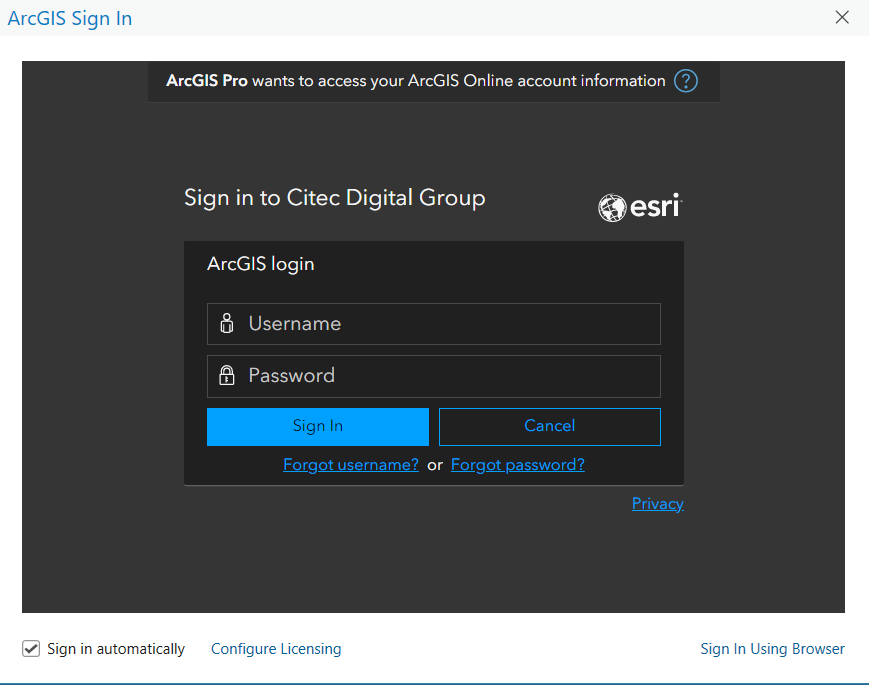 ArcGIS Sign In
ArcGIS Pro wants to access your ArcGIS Online account information ?
Sign in to Citec Digital Group
esri
ArcGIS login
Username
Password
Sign In Cancel
Forgot username? or Forgot password?
Privacy
Sign in automatically Configure Licensing Sign In Using Browser